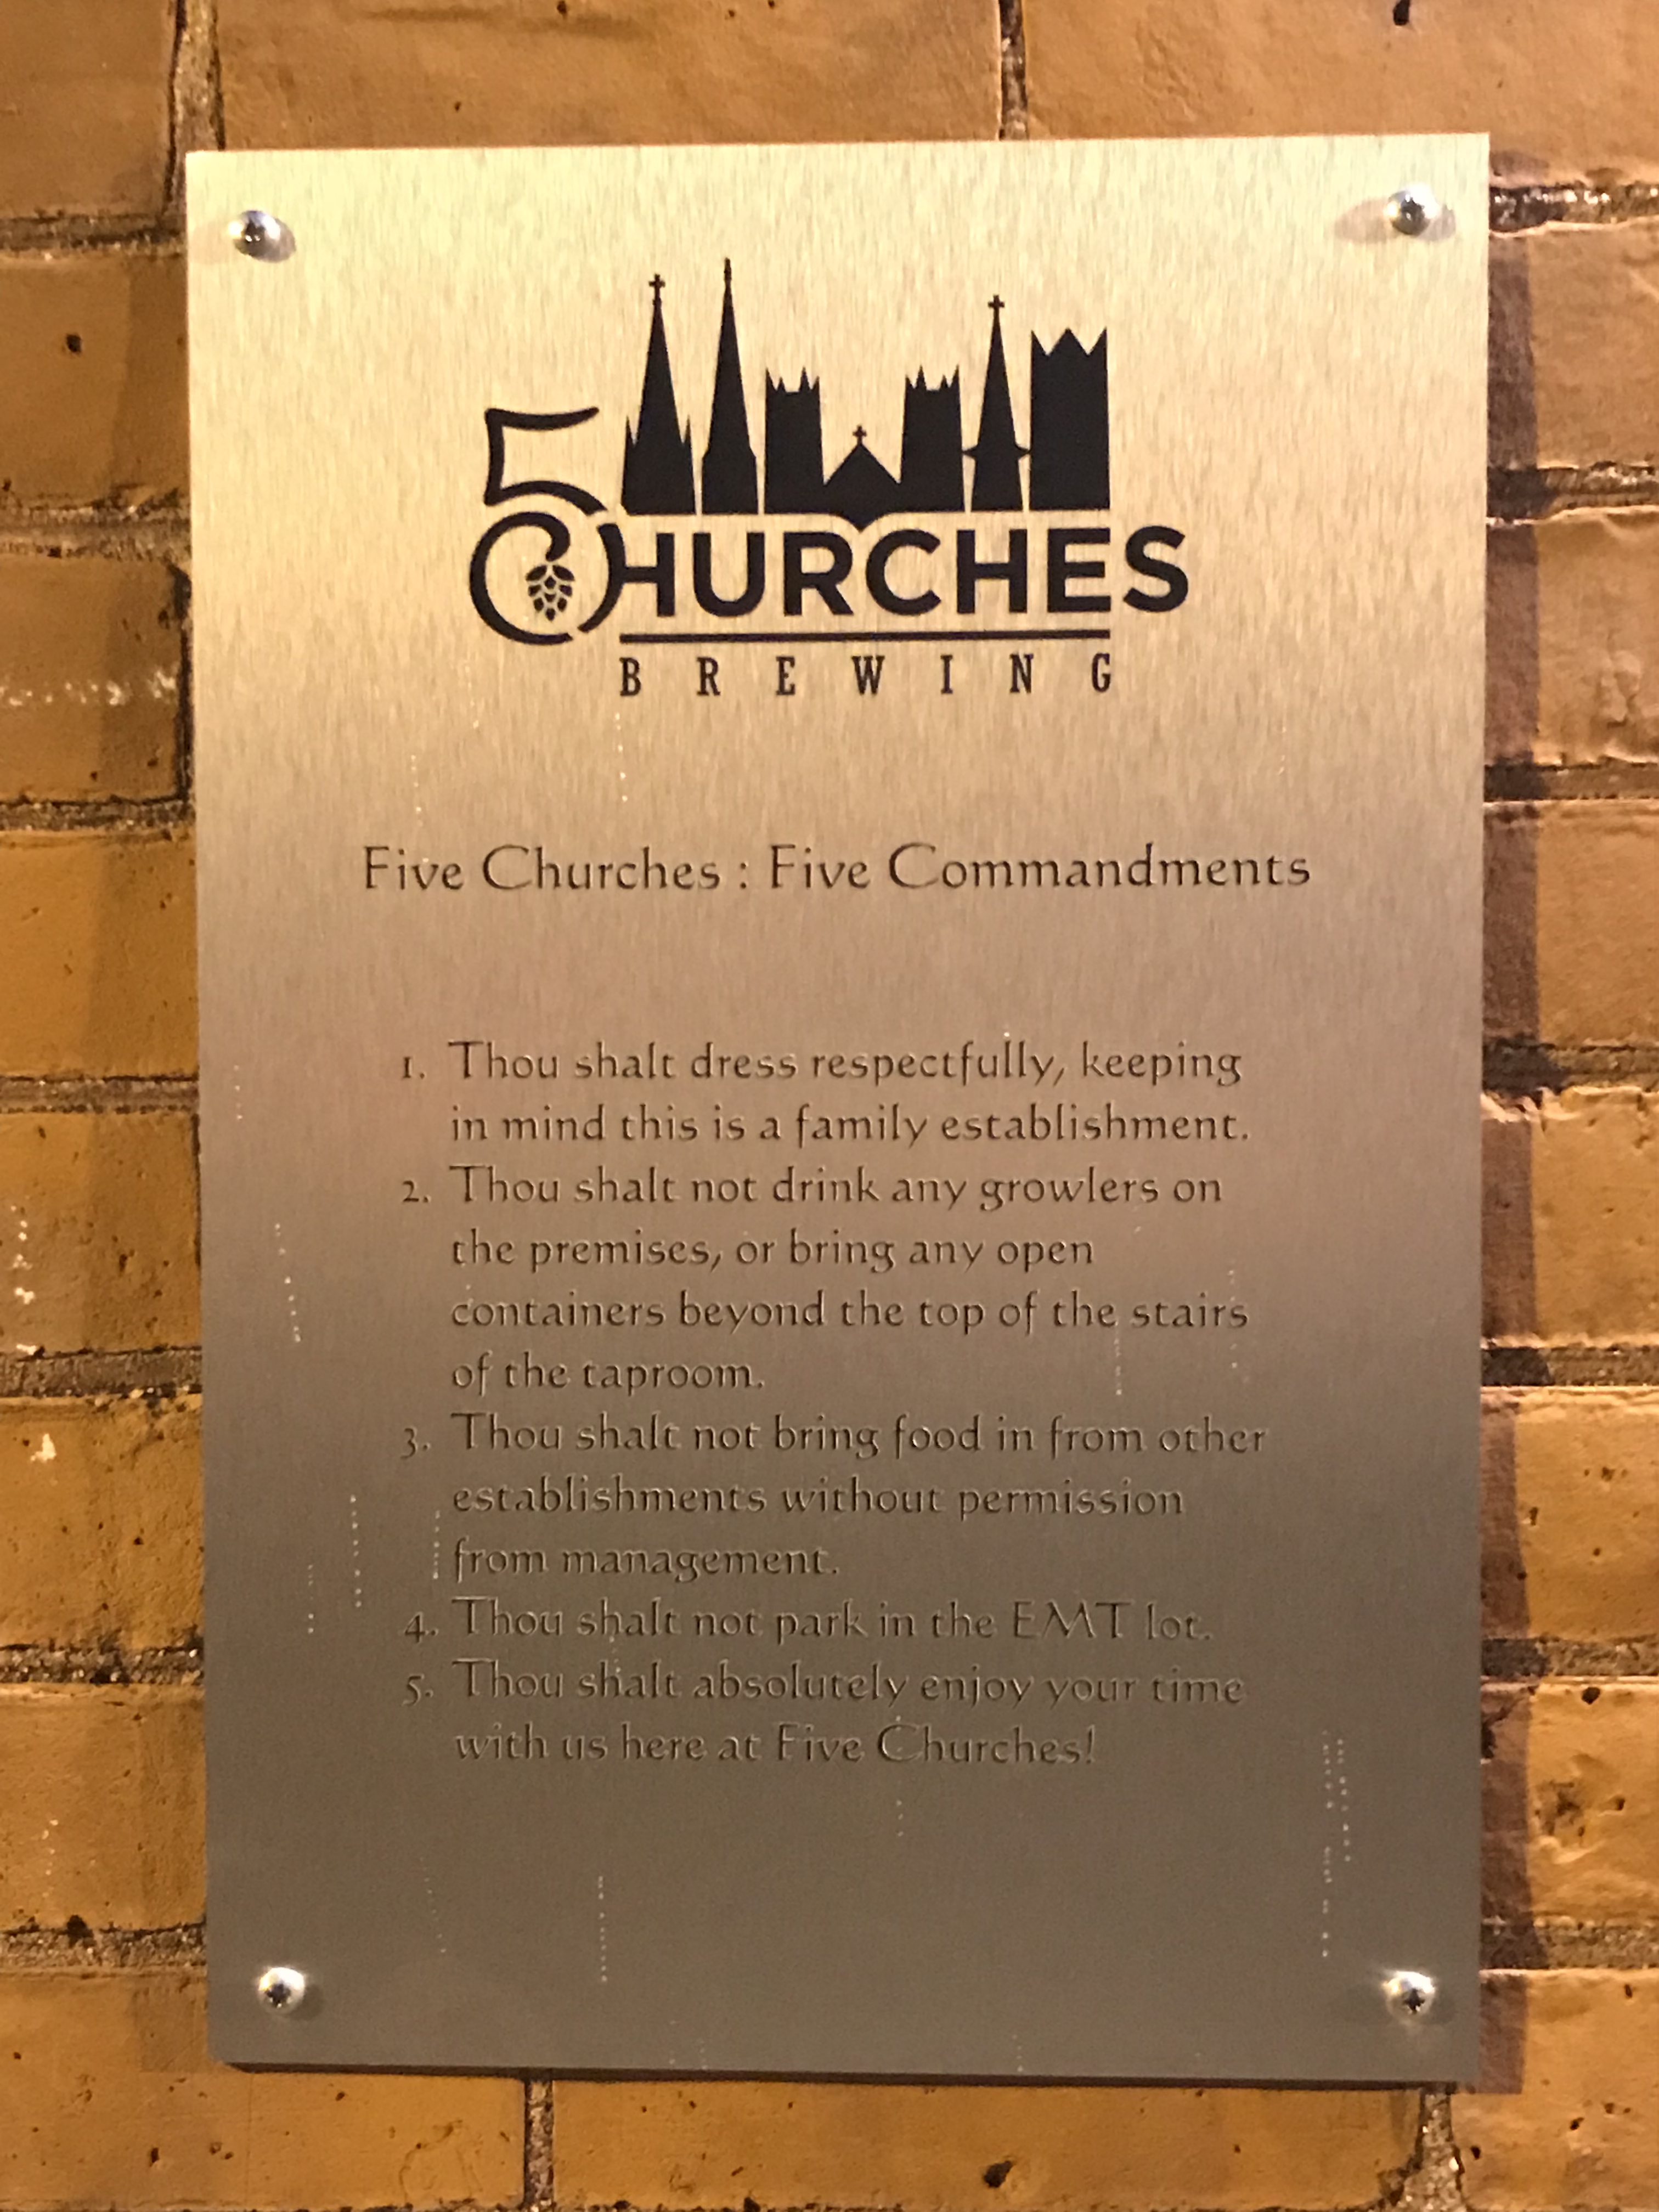 5 CHURCHES
BREWING
Five Churches : Five Commandments
1. Thou shalt dress respectfully, keeping
in mind this is a family establishment.
2. Thou shalt not drink any growlers on
the premises, or bring any open
containers beyond the top of the stairs
of the taproom.
3. Thou shalt not bring food in from other
establishments without permission
from management.
4. Thou shalt not park in the EMT lot.
5. Thou shalt absolutely enjoy your time
with us here at Five Churches!